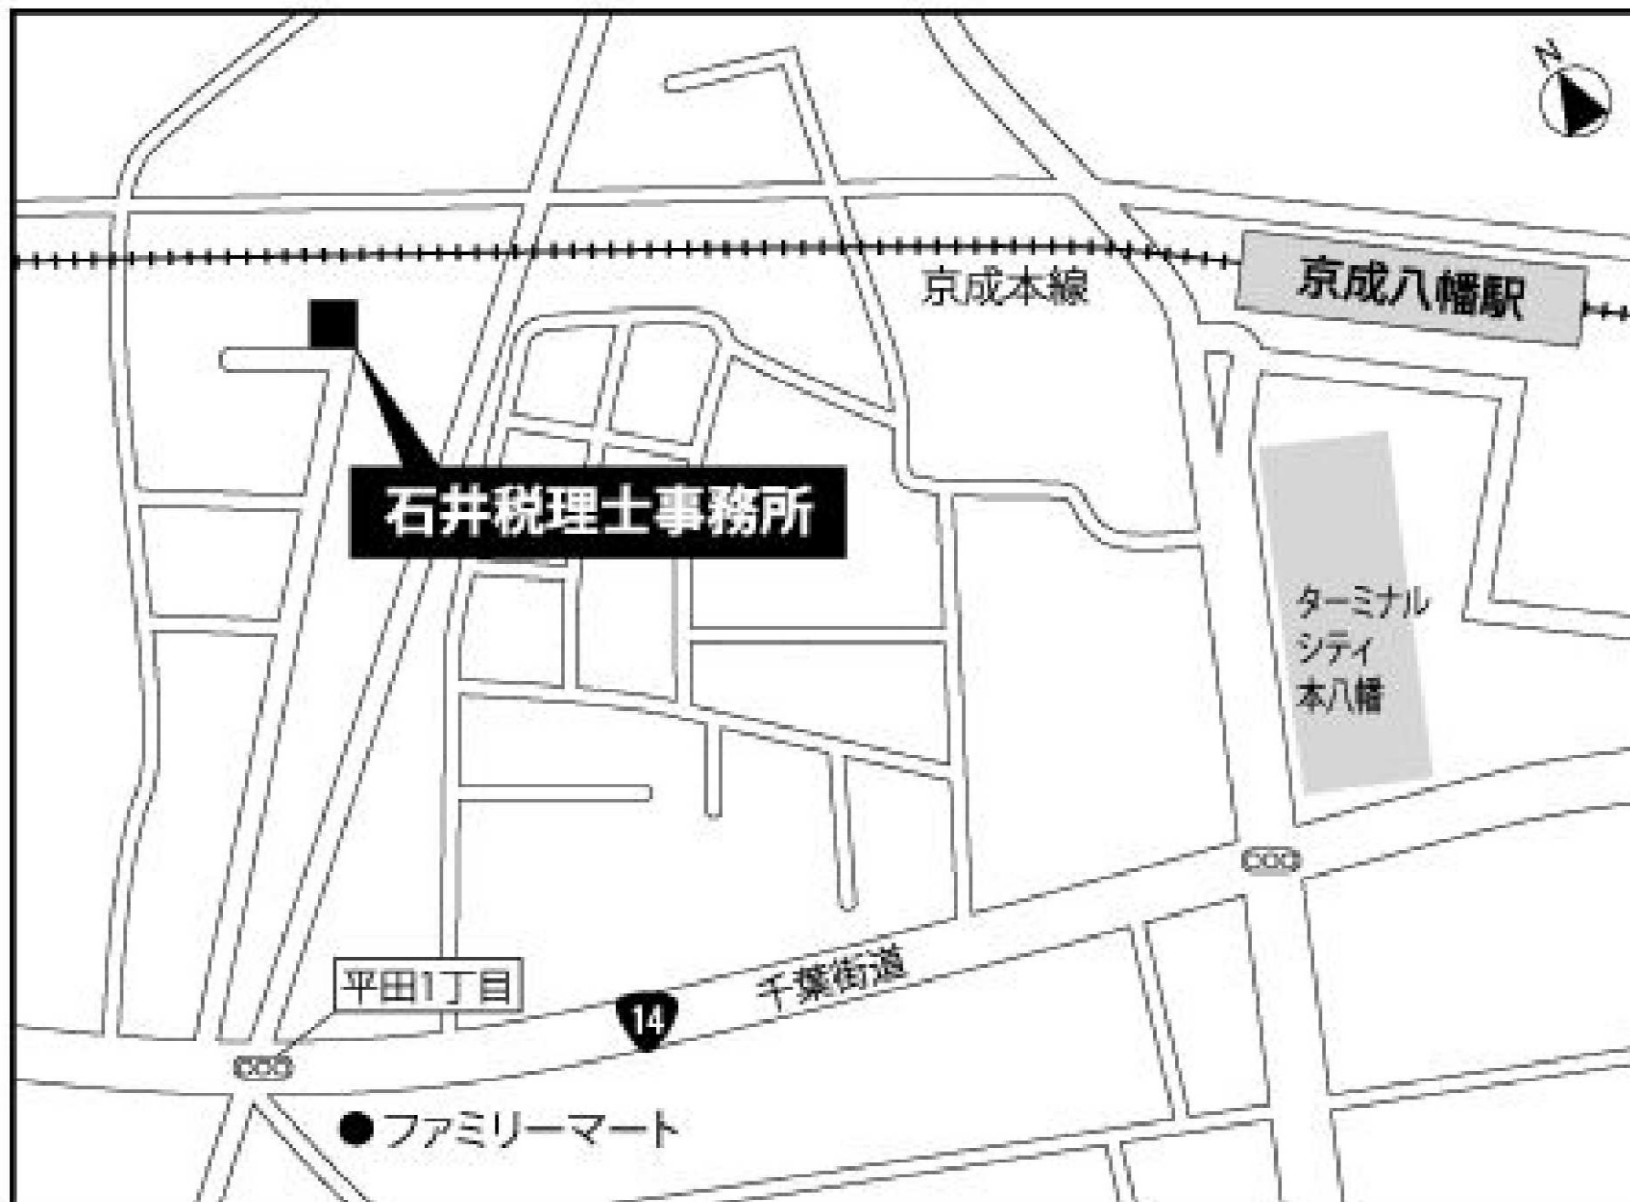 N
京成本線
京成八幡駅
石井税理士事務所
ターミナル
シティ
本八幡
平田1丁目
14
千葉街道
ファミリーマート